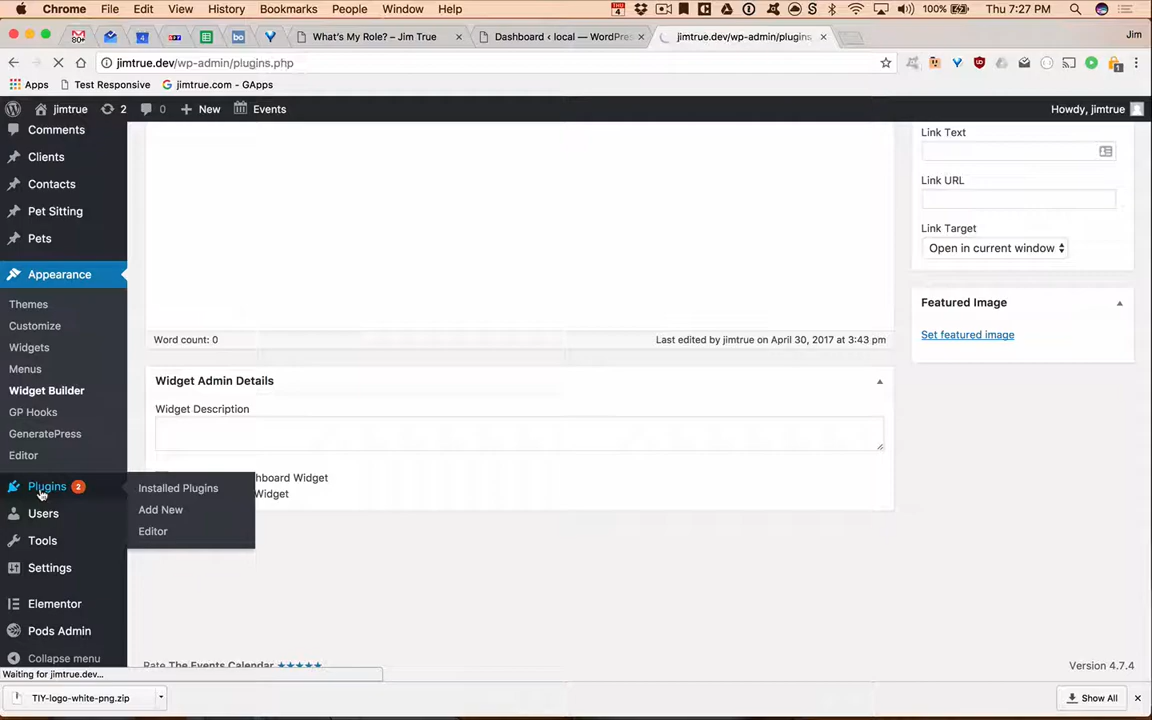 Chrome File Edit View History Bookmarks People Window Help THU 4 100% Thu 7:27 PM
80+ 4 bo What's My Role? – Jim True × Dashboard ‹ local — WordPres × jimtrue.dev/wp-admin/plugins × Jim
jimtrue.dev/wp-admin/plugins.php
Apps Test Responsive jimtrue.com - GApps
jimtrue 2 0 New Events Howdy, jimtrue
Comments
Clients
Contacts
Pet Sitting
Pets
Appearance
Themes
Customize
Widgets
Menus
Widget Builder
GP Hooks
GeneratePress
Editor
Plugins 2
Users
Tools
Settings
Elementor
Pods Admin
Collapse menu
Installed Plugins
Add New
Editor
Word count: 0 Last edited by jimtrue on April 30, 2017 at 3:43 pm
Widget Admin Details
Widget Description
hboard Widget
Widget
Link Text
Link URL
Link Target
Open in current window
Featured Image
Set featured image
Rate The Events Calendar ★★★★★ Version 4.7.4
Waiting for jimtrue.dev...
TIY-logo-white-png.zip Show All ×